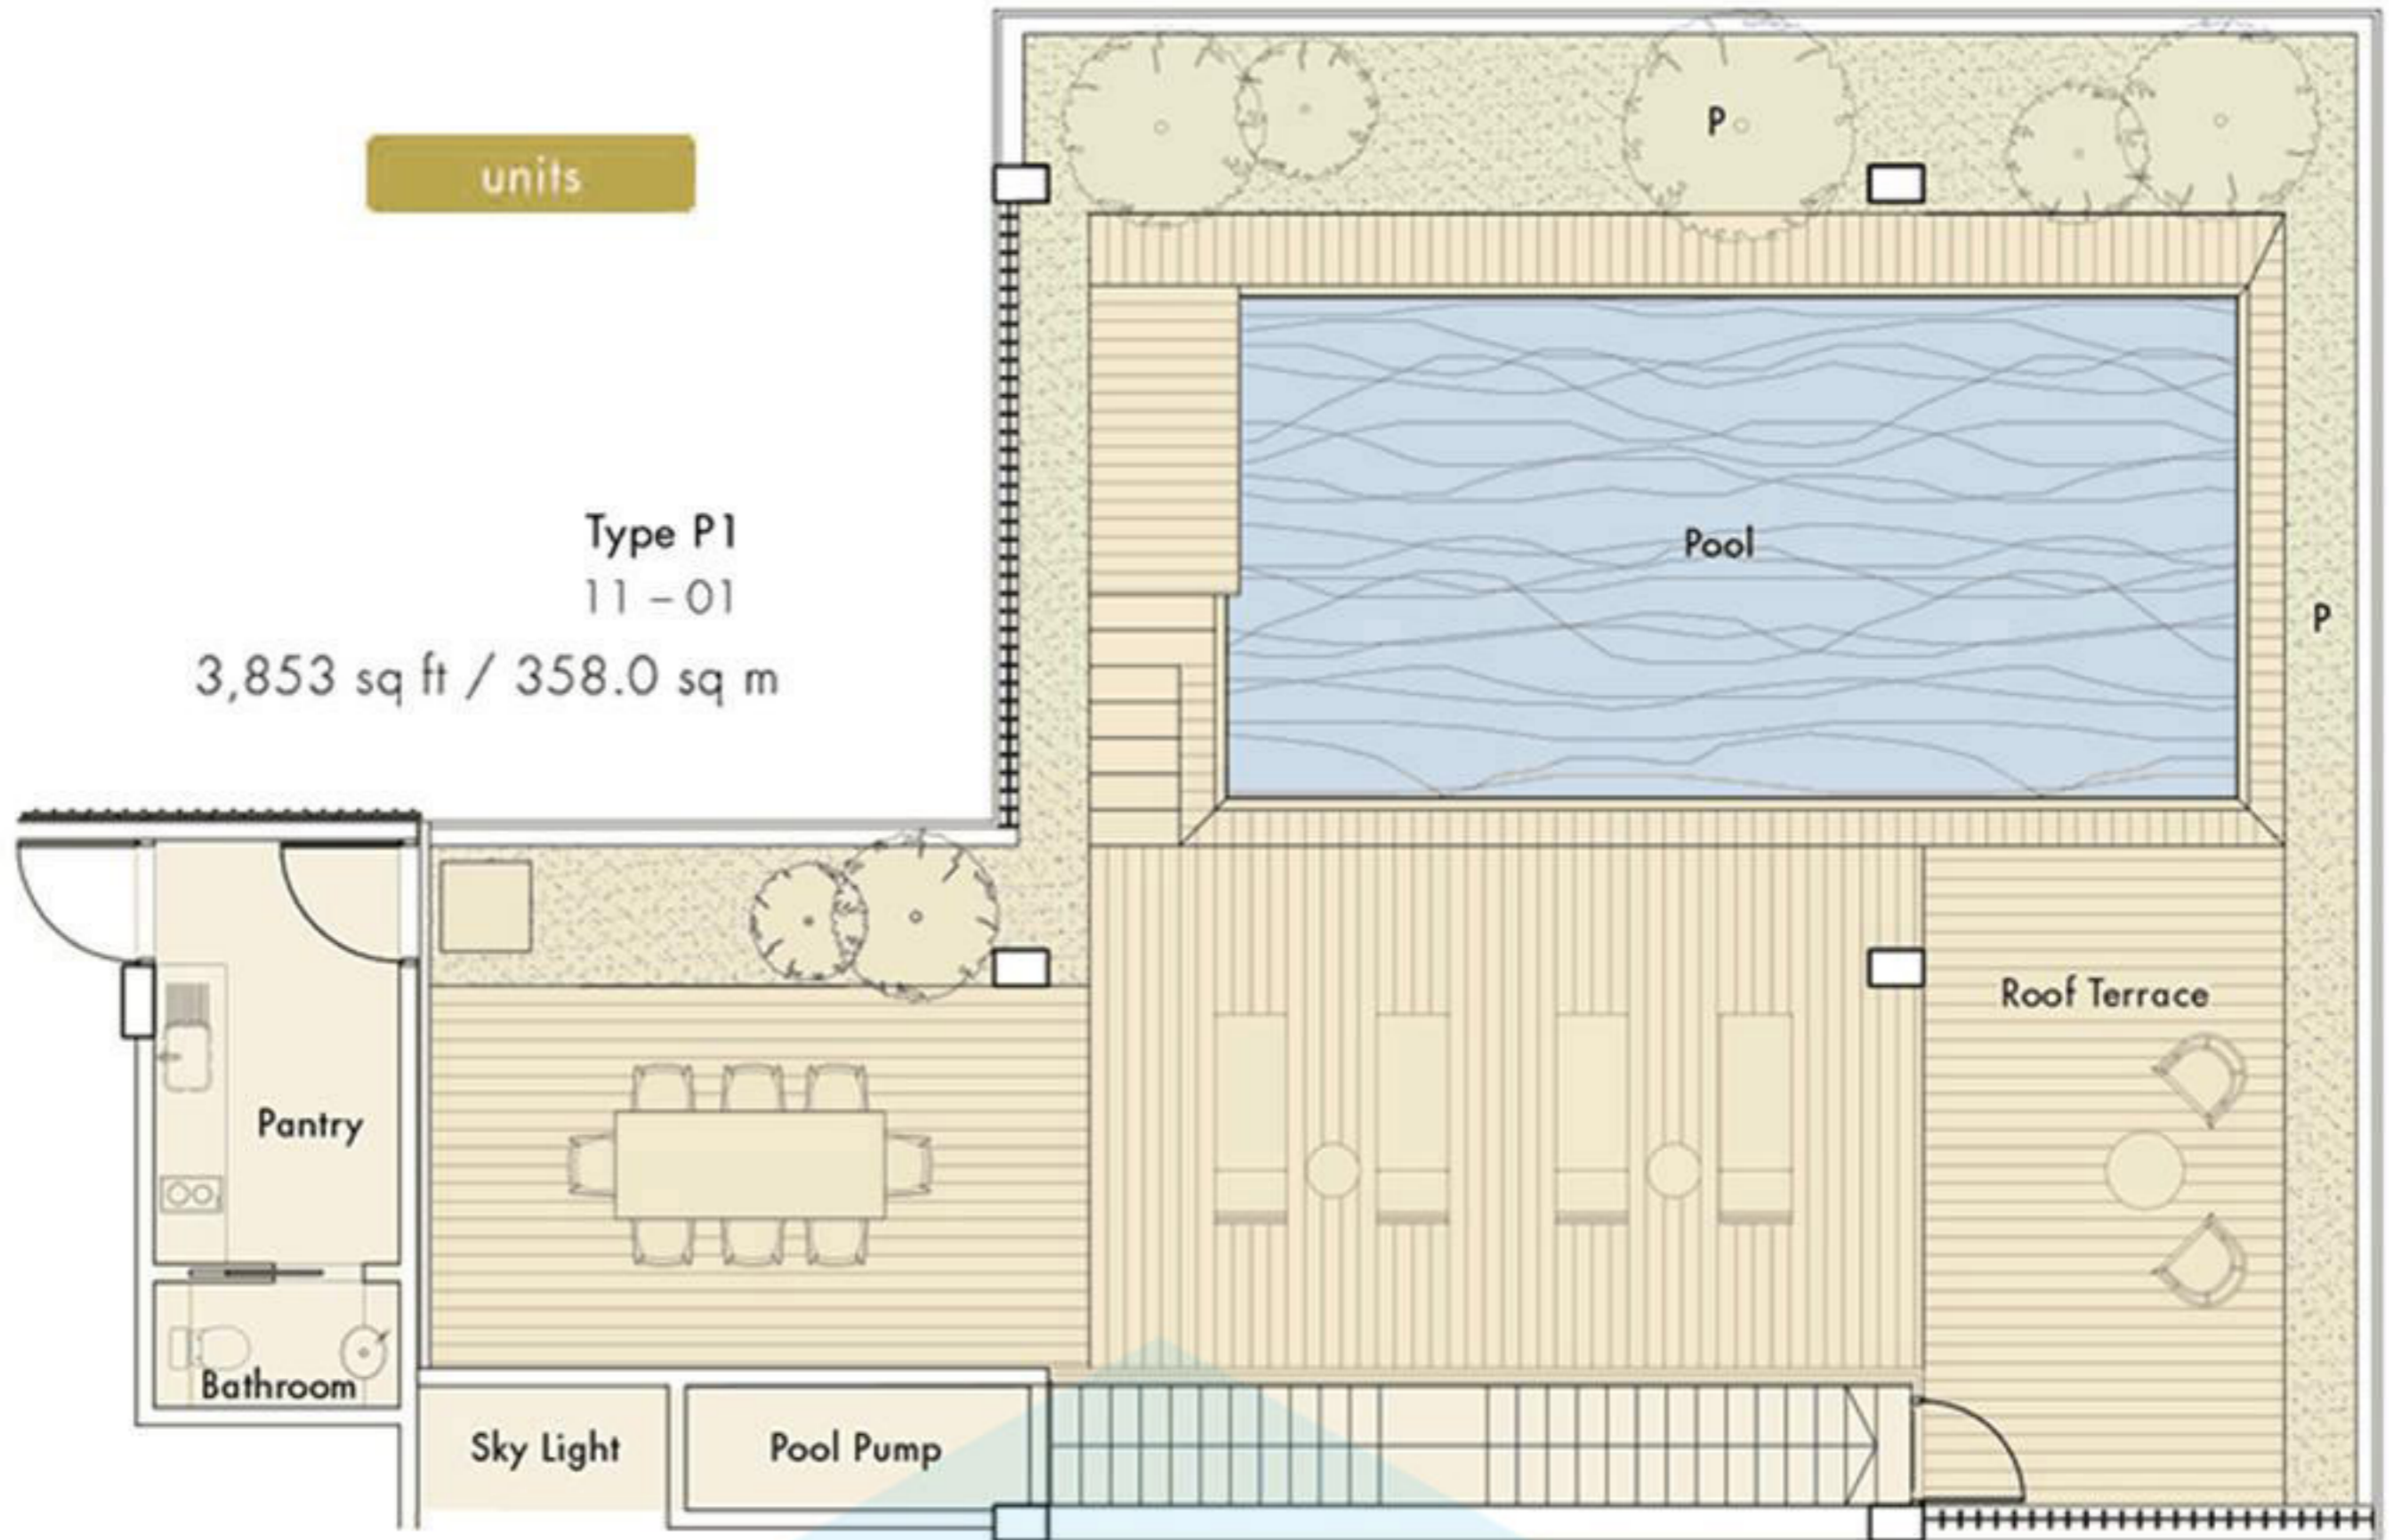 units
P
Type P1
11 – 01
3,853 sq ft / 358.0 sq m
Pool
P
Roof Terrace
Pantry
Bathroom
Sky Light
Pool Pump